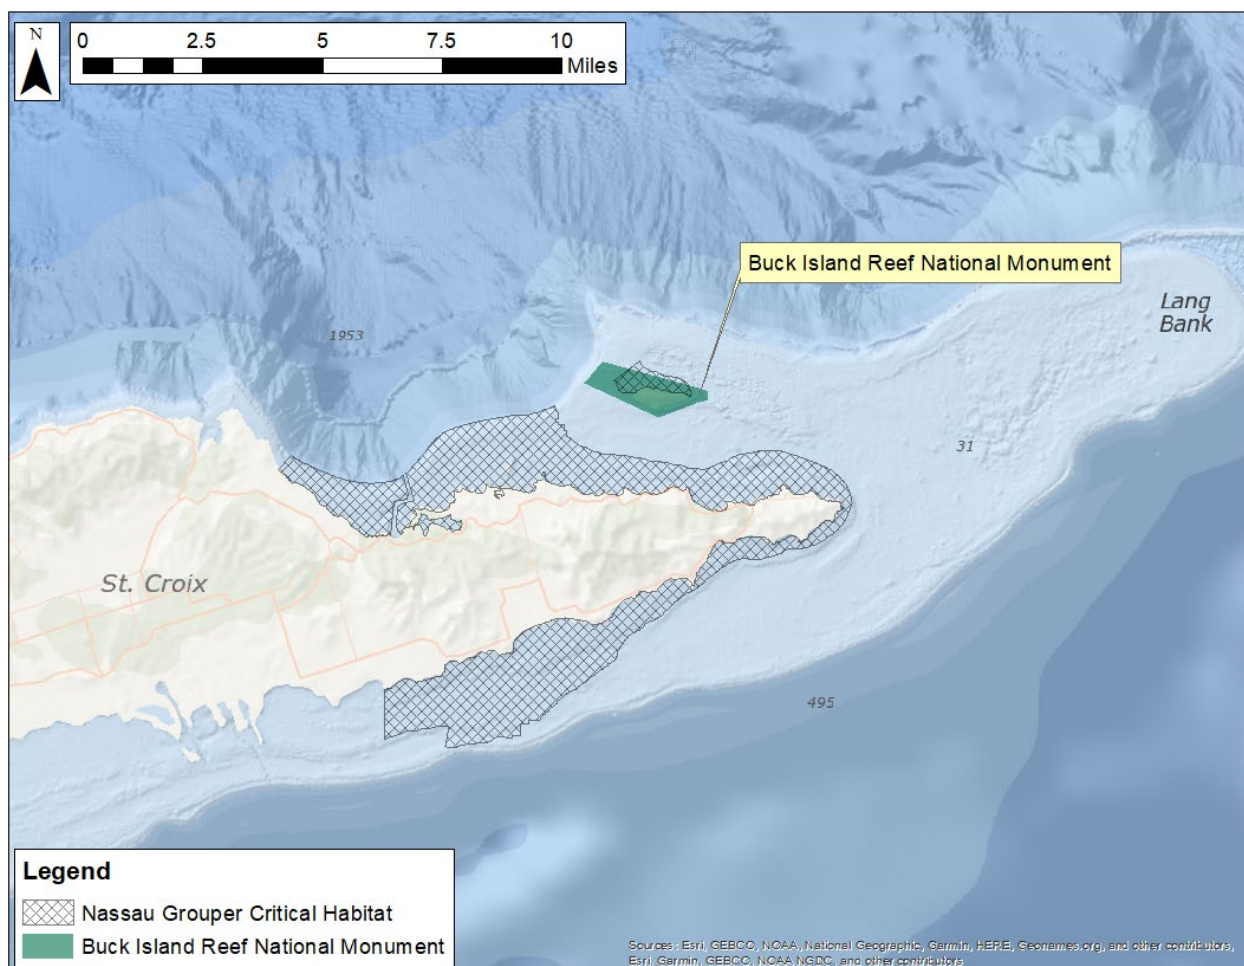 N
0 2.5 5 7.5 10
Miles
Buck Island Reef National Monument
Lang
Bank
1953
31
St. Croix
495
Legend
Nassau Grouper Critical Habitat
Buck Island Reef National Monument
Sources: Esri, GEBCO, NOAA, National Geographic, Garmin, HERE, Geonames.org, and other contributors,
Esri, Garmin, GEBCO, NOAA NGDC, and other contributors